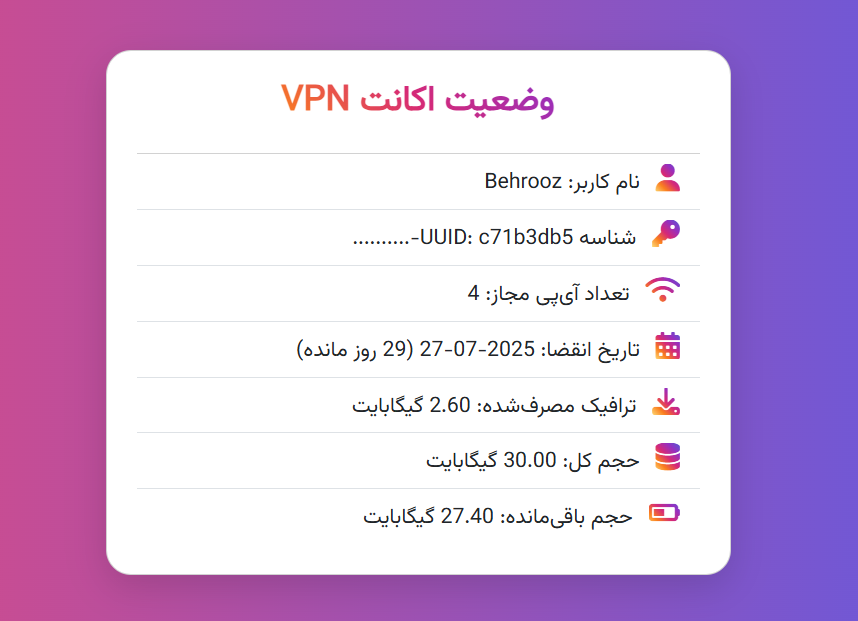 وضعیت اکانت VPN
نام کاربر: Behrooz
شناسه UUID: c71b3db5-..........
تعداد آی‌پی مجاز: 4
تاریخ انقضا: 2025-07-27 (29 روز مانده)
ترافیک مصرف‌شده: 2.60 گیگابایت
حجم کل: 30.00 گیگابایت
حجم باقی‌مانده: 27.40 گیگابایت